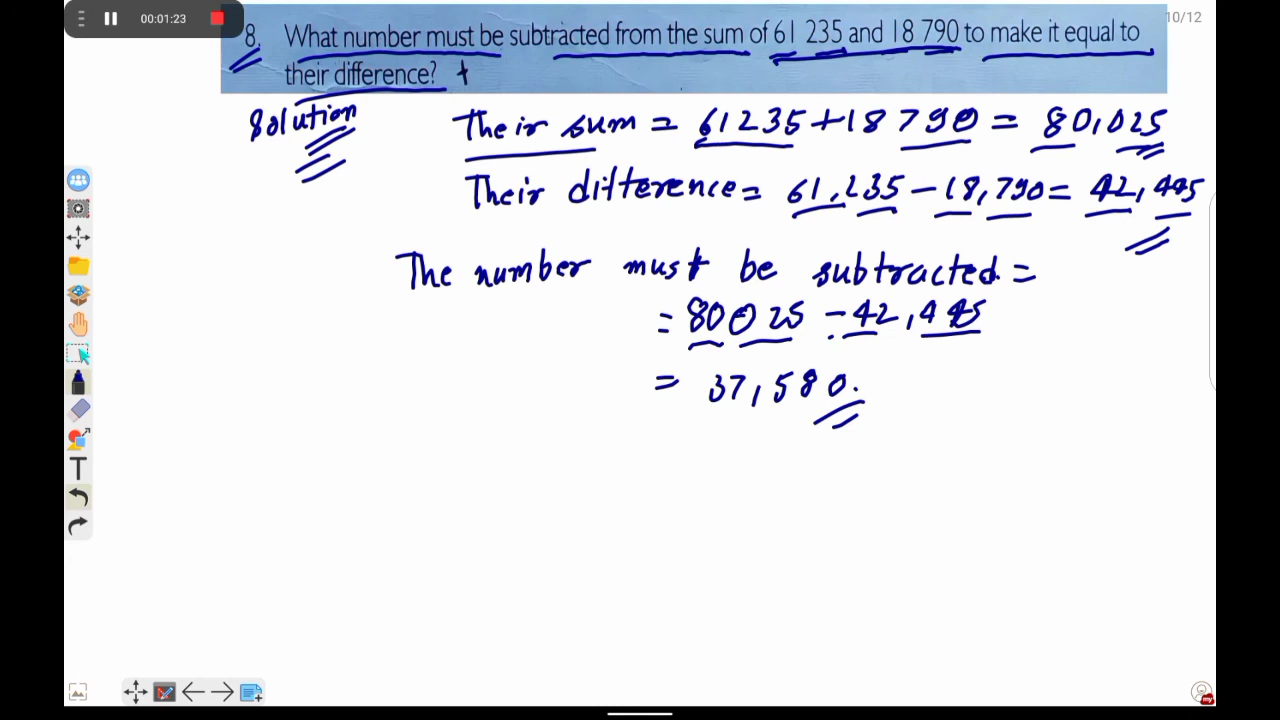 00:01:23
10/12
8. What number must be subtracted from the sum of 61 235 and 18 790 to make it equal to
their difference? +
Solution
Their sum = 61235+18790 = 80,025
Their difference = 61,235 - 18,790 = 42,445
The number must be subtracted =
= 80025 - 42,445
= 37,580.
T
my